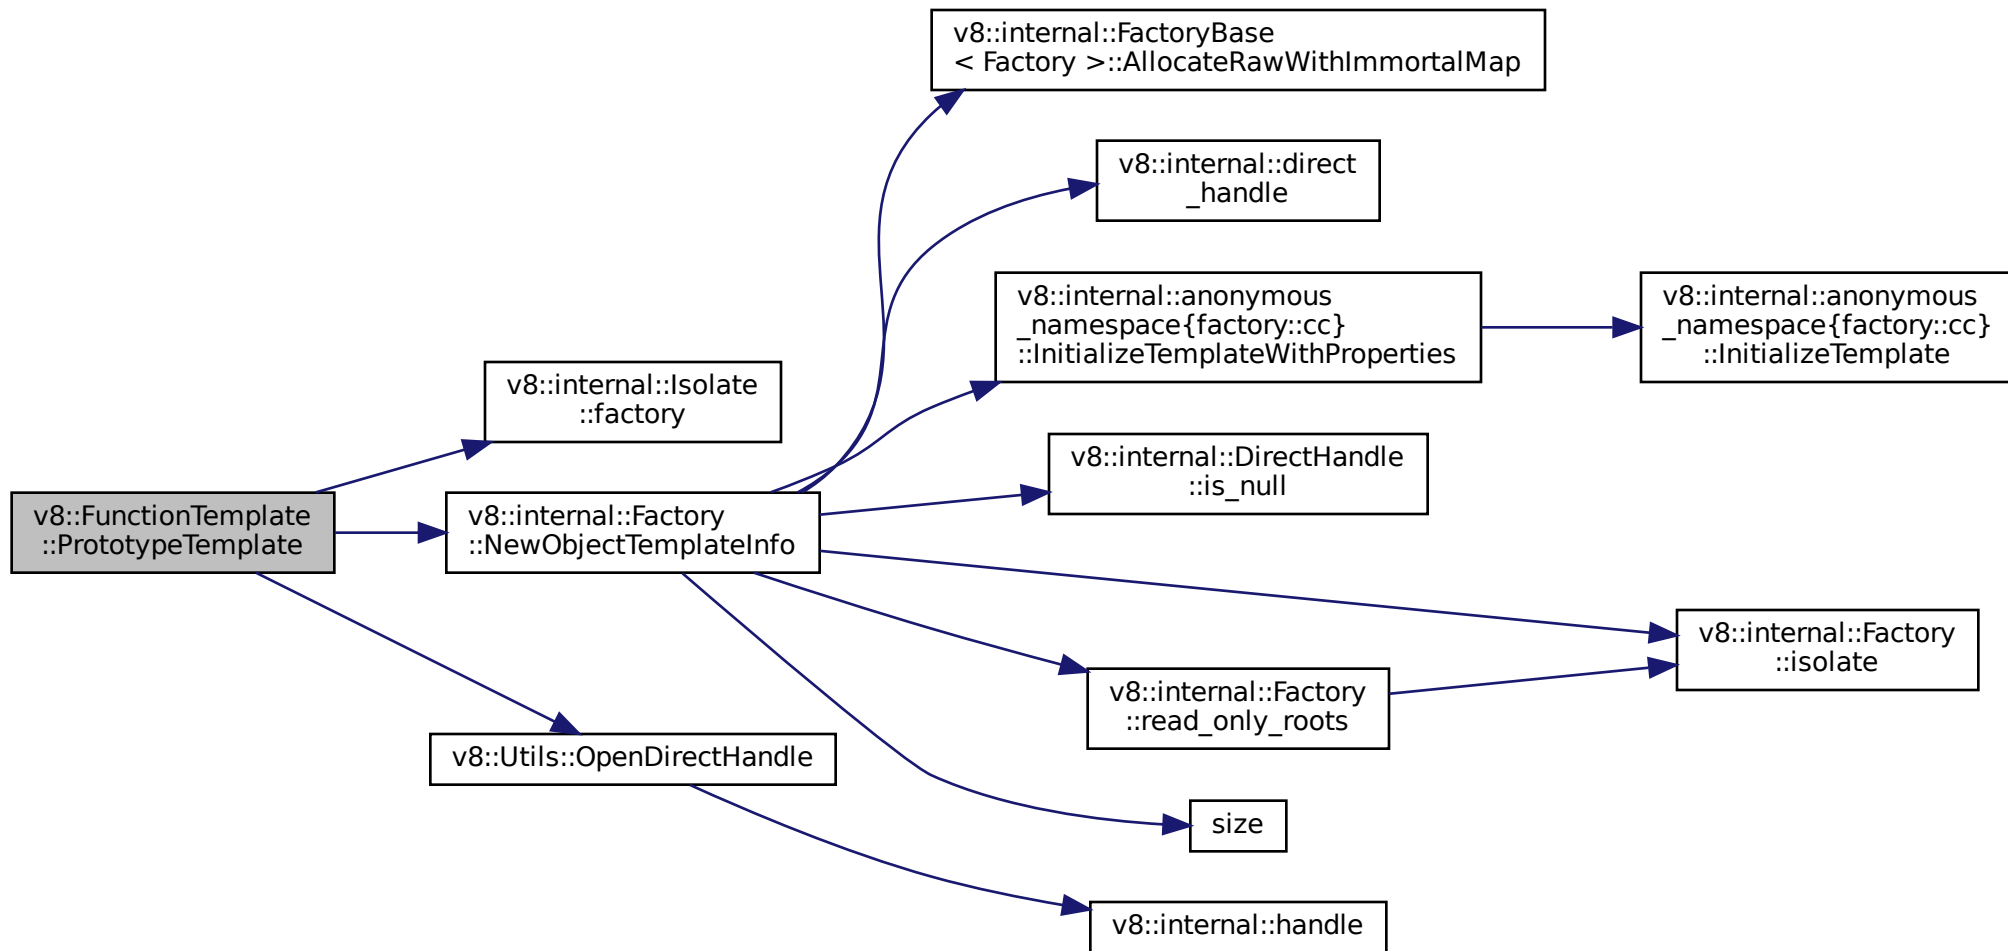 v8::internal::FactoryBase
< Factory >::AllocateRawWithImmortalMap
v8::internal::direct
_handle
v8::internal::anonymous
_namespace{factory::cc}
::InitializeTemplateWithProperties
v8::internal::anonymous
_namespace{factory::cc}
::InitializeTemplate
v8::internal::Isolate
::factory
v8::internal::DirectHandle
::is_null
v8::FunctionTemplate
::PrototypeTemplate
v8::internal::Factory
::NewObjectTemplateInfo
v8::internal::Factory
::isolate
v8::internal::Factory
::read_only_roots
v8::Utils::OpenDirectHandle
size
v8::internal::handle